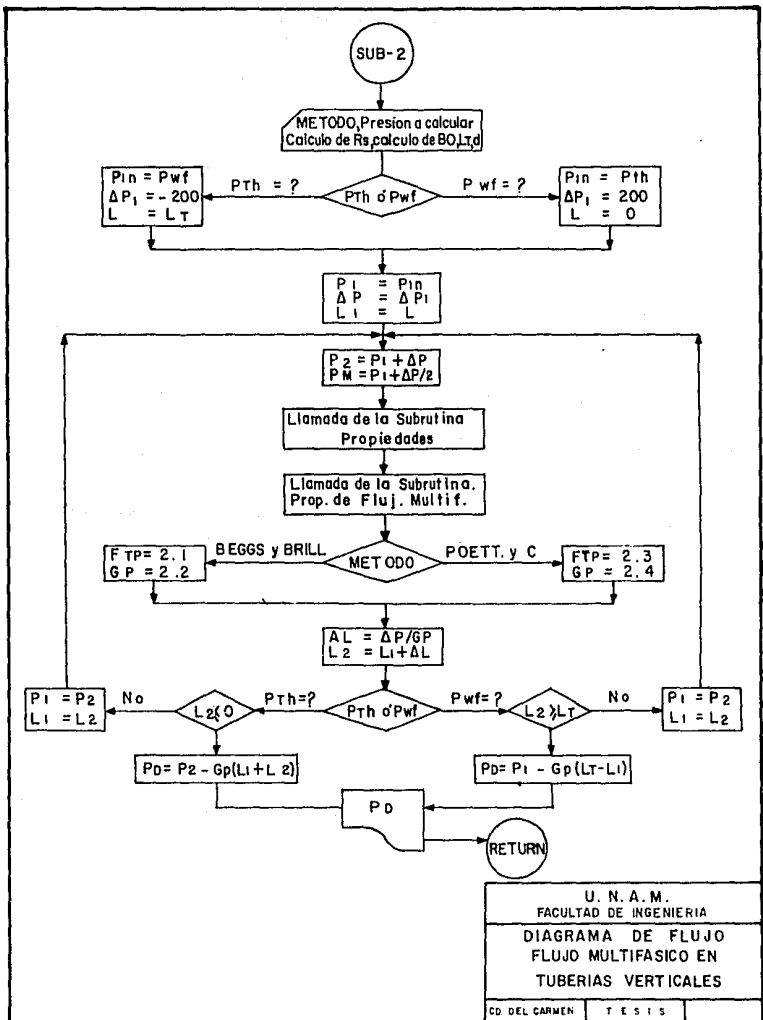 SUB-2
METODO, Presion a calcular
Calculo de Rs, calculo de BO, LT, d
PIn = Pwf
ΔP1 = -200
L = LT
PTh = ?
PTh ó Pwf
Pwf = ?
PIn = Pth
ΔP1 = 200
L = 0
P1 = PIn
ΔP = ΔP1
L1 = L
P2 = P1 + ΔP
PM = P1 + ΔP/2
Llamada de la Subrutina
Propiedades
Llamada de la Subrutina.
Prop. de Fluj. Multif.
FTP = 2.1
GP = 2.2
BEGGS y BRILL
METODO
POETT. y C
FTP = 2.3
GP = 2.4
AL = ΔP/GP
L2 = L1 + ΔL
P1 = P2
L1 = L2
No
L2 ≤ 0
PTh = ?
PTh ó Pwf
Pwf = ?
L2 ≥ LT
No
P1 = P2
L1 = L2
PD = P2 - Gp(L1 + L2)
PD = P1 - Gp(LT - L1)
PD
RETURN
U. N. A. M.
FACULTAD DE INGENIERIA
DIAGRAMA DE FLUJO
FLUJO MULTIFASICO EN
TUBERIAS VERTICALES
CD. DEL CARMEN
TESIS